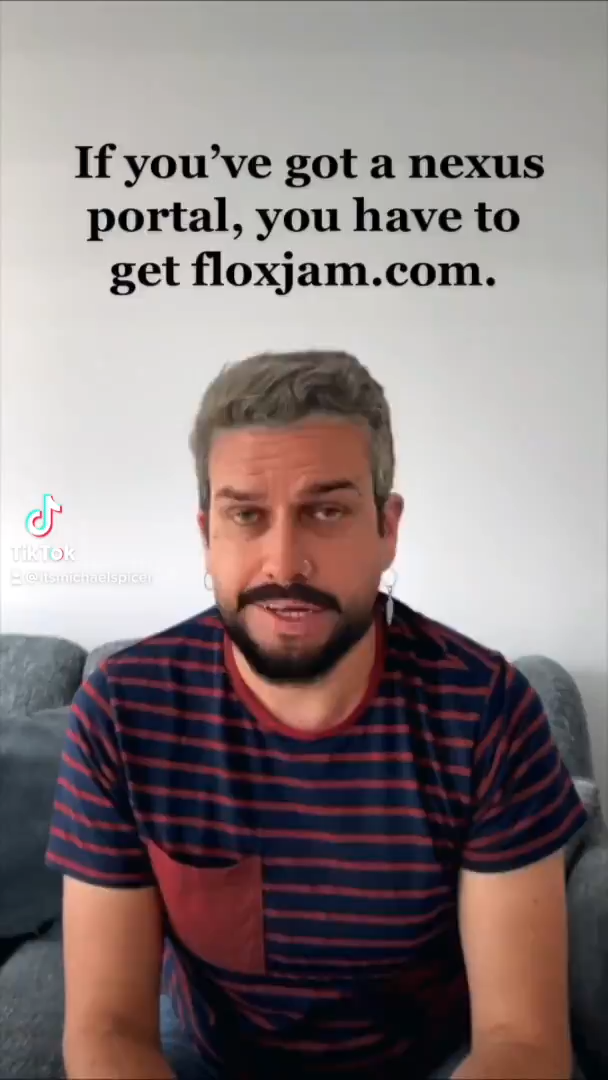 If you’ve got a nexus
portal, you have to
get floxjam.com.
TikTok
@itsmichaelspicer